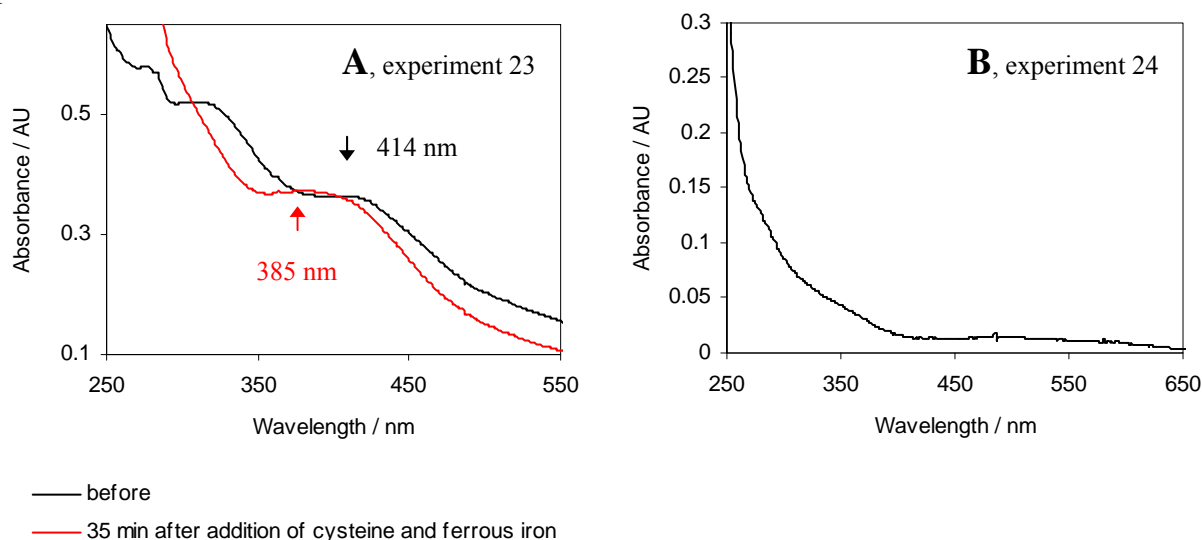 A, experiment 23
Absorbance / AU
0.5
0.3
0.1
414 nm
385 nm
250
350
450
550
Wavelength / nm
B, experiment 24
Absorbance / AU
0.3
0.25
0.2
0.15
0.1
0.05
0
250
350
450
550
650
Wavelength / nm
before
35 min after addition of cysteine and ferrous iron